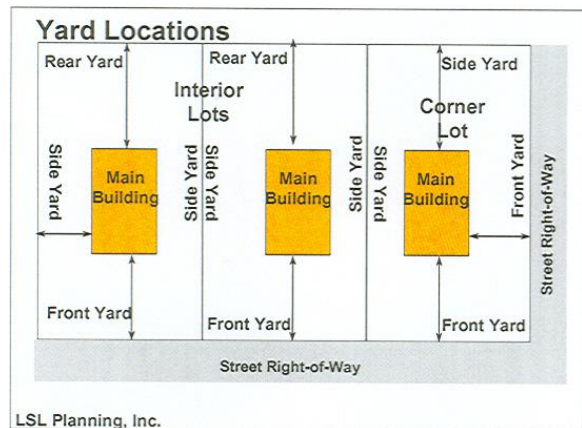 Yard Locations
Rear Yard
Rear Yard
Side Yard
Interior
Lots
Corner
Lot
Side Yard
Main
Building
Side Yard
Side Yard
Main
Building
Side Yard
Side Yard
Main
Building
Front Yard
Street Right-of-Way
Front Yard
Front Yard
Front Yard
Street Right-of-Way
LSL Planning, Inc.